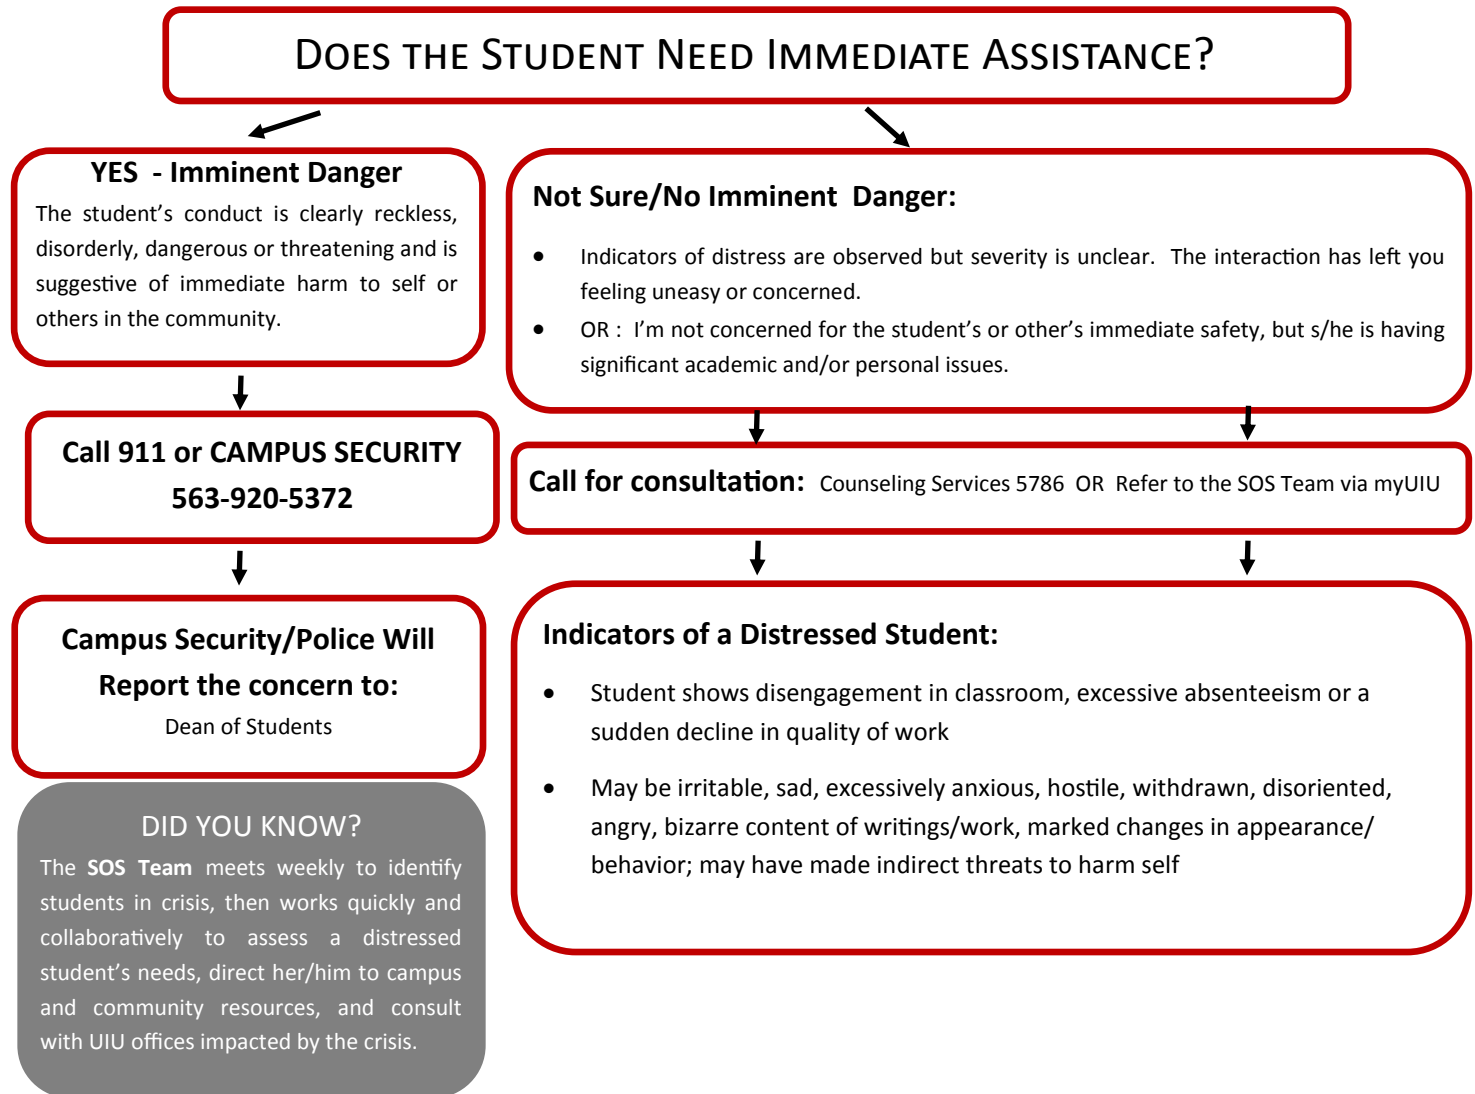 DOES THE STUDENT NEED IMMEDIATE ASSISTANCE?
YES - Imminent Danger
The student’s conduct is clearly reckless,
disorderly, dangerous or threatening and is
suggestive of immediate harm to self or
others in the community.
Call 911 or CAMPUS SECURITY
563-920-5372
Campus Security/Police Will
Report the concern to:
Dean of Students
DID YOU KNOW?
The SOS Team meets weekly to identify
students in crisis, then works quickly and
collaboratively to assess a distressed
student’s needs, direct her/him to campus
and community resources, and consult
with UIU offices impacted by the crisis.
Not Sure/No Imminent Danger:
• Indicators of distress are observed but severity is unclear. The interaction has left you
feeling uneasy or concerned.
• OR : I’m not concerned for the student’s or other’s immediate safety, but s/he is having
significant academic and/or personal issues.
Call for consultation: Counseling Services 5786 OR Refer to the SOS Team via myUIU
Indicators of a Distressed Student:
• Student shows disengagement in classroom, excessive absenteeism or a
sudden decline in quality of work
• May be irritable, sad, excessively anxious, hostile, withdrawn, disoriented,
angry, bizarre content of writings/work, marked changes in appearance/
behavior; may have made indirect threats to harm self